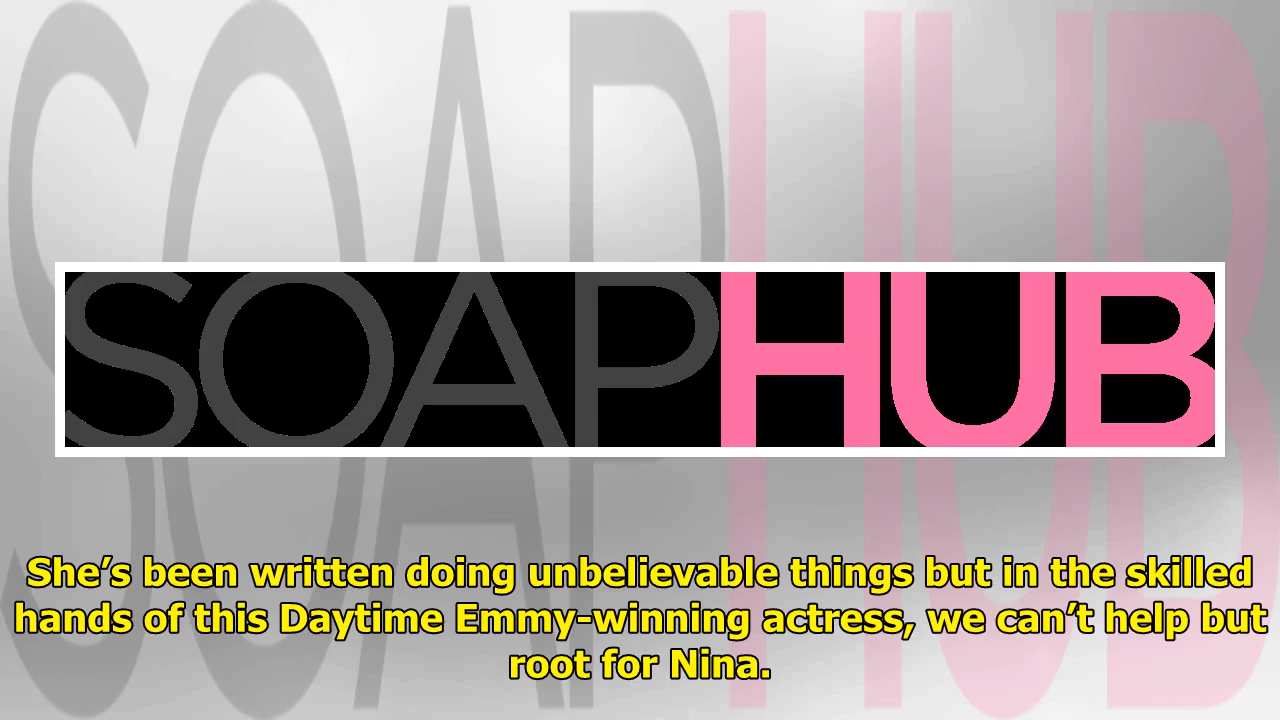 SOAPHUB
SOAPHUB
She’s been written doing unbelievable things but in the skilled
hands of this Daytime Emmy-winning actress, we can’t help but
root for Nina.